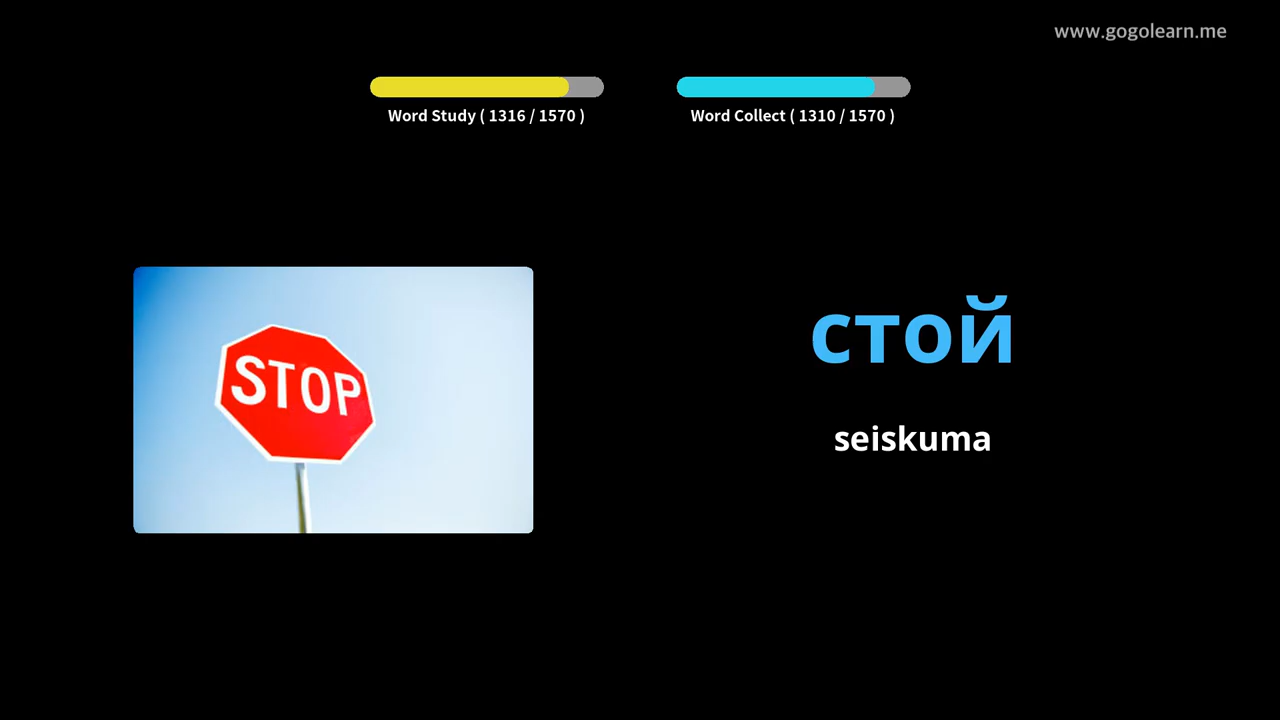 www.gogolearn.me
Word Study ( 1316 / 1570 )
Word Collect ( 1310 / 1570 )
STOP
стой
seiskuma